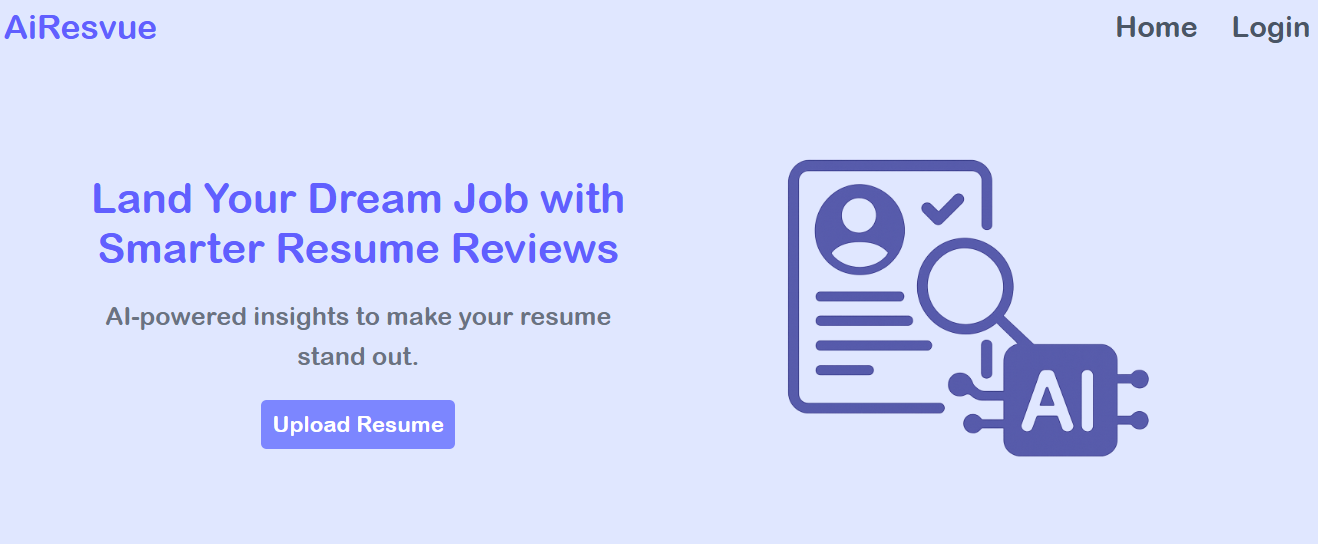 AiResvue
Home Login
Land Your Dream Job with
Smarter Resume Reviews
AI-powered insights to make your resume
stand out.
Upload Resume
AI